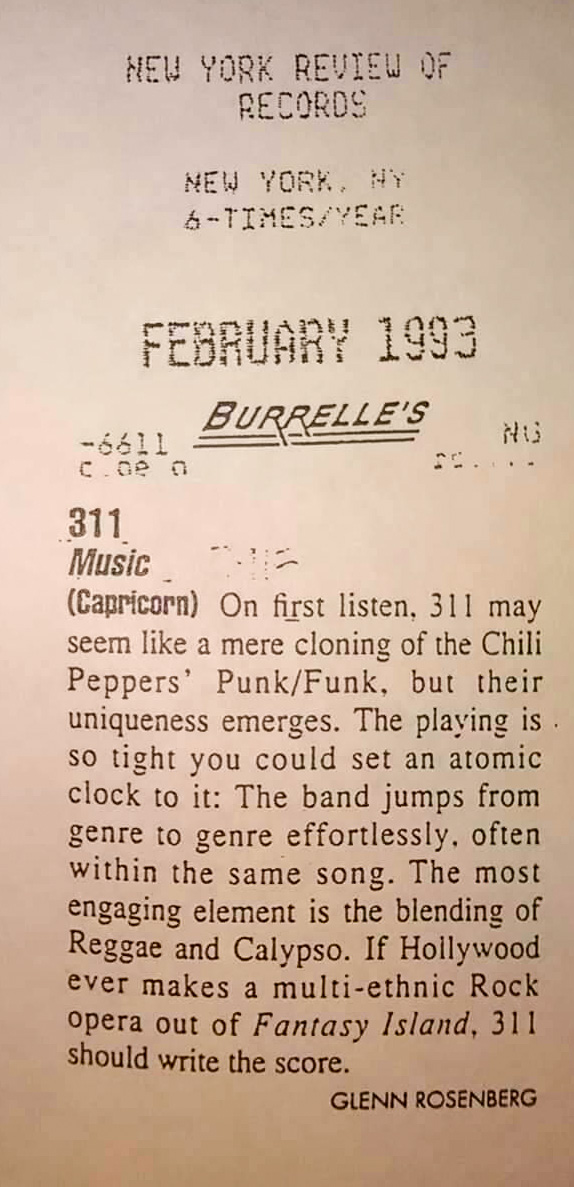 NEW YORK REVIEW OF
RECORDS
NEW YORK, NY
6-TIMES/YEAR
FEBRUARY 1993
BURRELLE'S
-6611
NG
311
Music
(Capricorn) On first listen, 311 may
seem like a mere cloning of the Chili
Peppers' Punk/Funk, but their
uniqueness emerges. The playing is
so tight you could set an atomic
clock to it: The band jumps from
genre to genre effortlessly, often
within the same song. The most
engaging element is the blending of
Reggae and Calypso. If Hollywood
ever makes a multi-ethnic Rock
opera out of Fantasy Island, 311
should write the score.
GLENN ROSENBERG